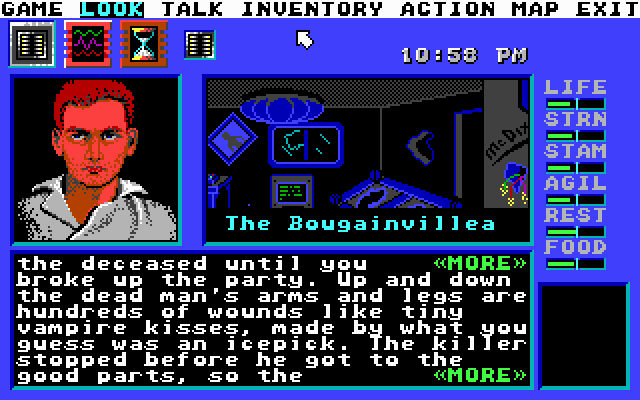 GAME LOOK TALK INVENTORY ACTION MAP EXIT
10:58 PM
LIFE
STRN
STAM
AGIL
REST
FOOD
McDix
The Bougainvillea
the deceased until you «MORE»
broke up the party. Up and down
the dead man's arms and legs are
hundreds of wounds like tiny
vampire kisses, made by what you
guess was an icepick. The killer
stopped before he got to the
good parts, so the «MORE»